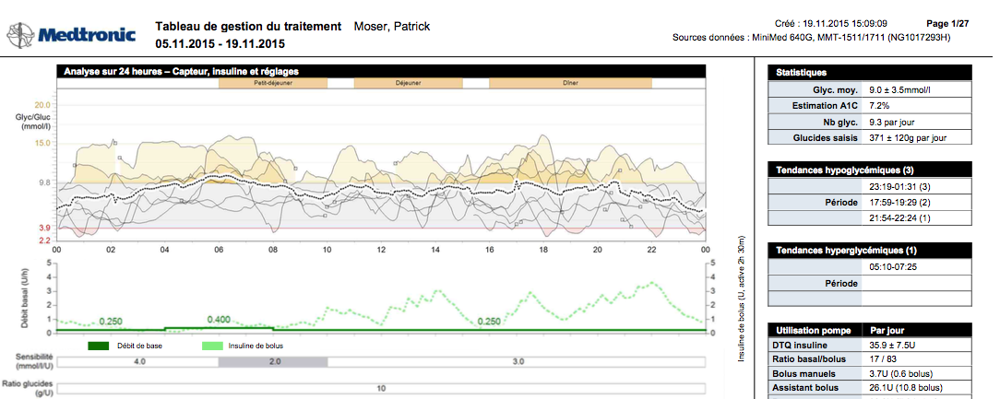 Medtronic
Tableau de gestion du traitement Moser, Patrick
05.11.2015 - 19.11.2015
Créé : 19.11.2015 15:09:09 Page 1/27
Sources données : MiniMed 640G, MMT-1511/1711 (NG1017293H)
Analyse sur 24 heures – Capteur, insuline et réglages
Petit-déjeuner Déjeuner Dîner
Glyc/Gluc
(mmol/l)
20.0
15.0
9.8
3.9
2.2
00 02 04 06 08 10 12 14 16 18 20 22 00
Débit basal (U/h)
5
4
3
2
1
0
0.250 0.400 0.250
5
4
3
2
1
0
Insuline de bolus (U, active 2h 30m)
Débit de base Insuline de bolus
Sensibilité
(mmol/l/U)
4.0 2.0 3.0
Ratio glucides
(g/U)
10
Statistiques
Glyc. moy. 9.0 ± 3.5mmol/l
Estimation A1C 7.2%
Nb glyc. 9.3 par jour
Glucides saisis 371 ± 120g par jour
Tendances hypoglycémiques (3)
Période
23:19-01:31 (3)
17:59-19:29 (2)
21:54-22:24 (1)
Tendances hyperglycémiques (1)
Période
05:10-07:25
Utilisation pompe Par jour
DTQ insuline 35.9 ± 7.5U
Ratio basal/bolus 17 / 83
Bolus manuels 3.7U (0.6 bolus)
Assistant bolus 26.1U (10.8 bolus)